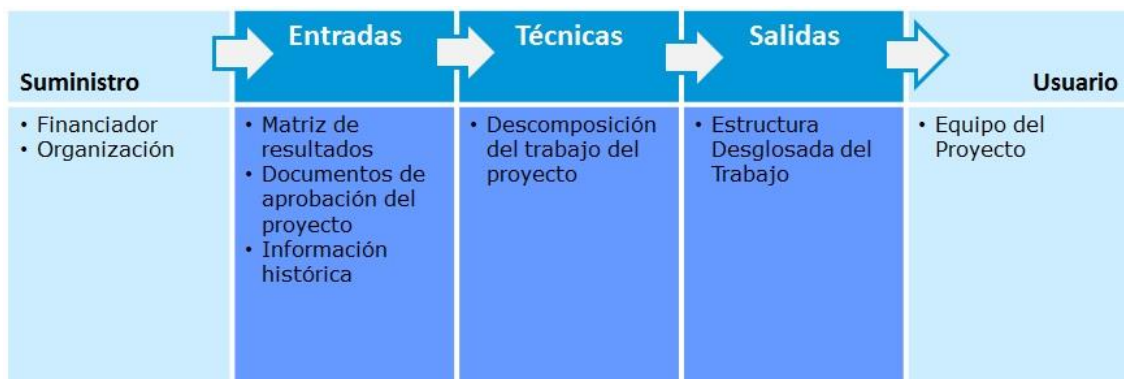 Suministro
Entradas
Técnicas
Salidas
Usuario
• Financiador
• Organización
• Matriz de
resultados
• Documentos de
aprobación del
proyecto
• Información
histórica
• Descomposición
del trabajo del
proyecto
• Estructura
Desglosada del
Trabajo
• Equipo del
Proyecto